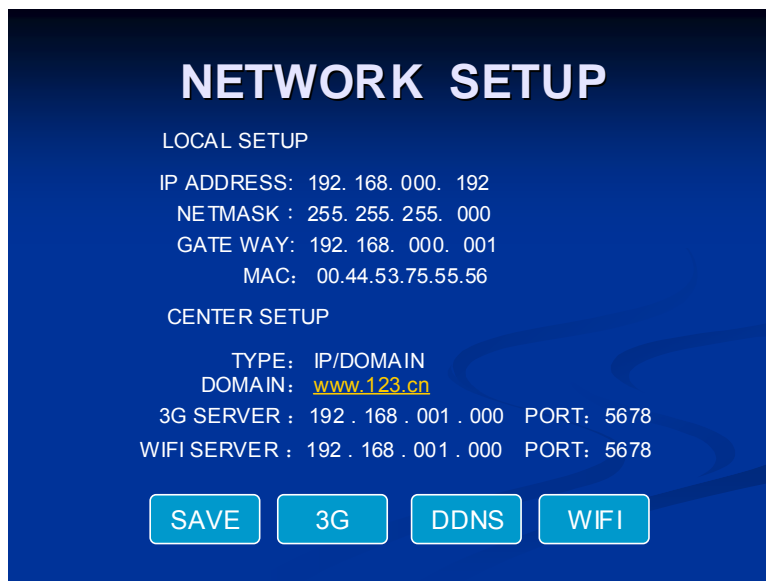 NETWORK SETUP
LOCAL SETUP
IP ADDRESS: 192. 168. 000. 192
NETMASK：255. 255. 255. 000
GATE WAY: 192. 168. 000. 001
MAC： 00.44.53.75.55.56
CENTER SETUP
TYPE： IP/DOMAIN
DOMAIN： www.123.cn
3G SERVER：192 . 168 . 001 . 000 PORT：5678
WIFI SERVER：192 . 168 . 001 . 000 PORT：5678
SAVE 3G DDNS WIFI